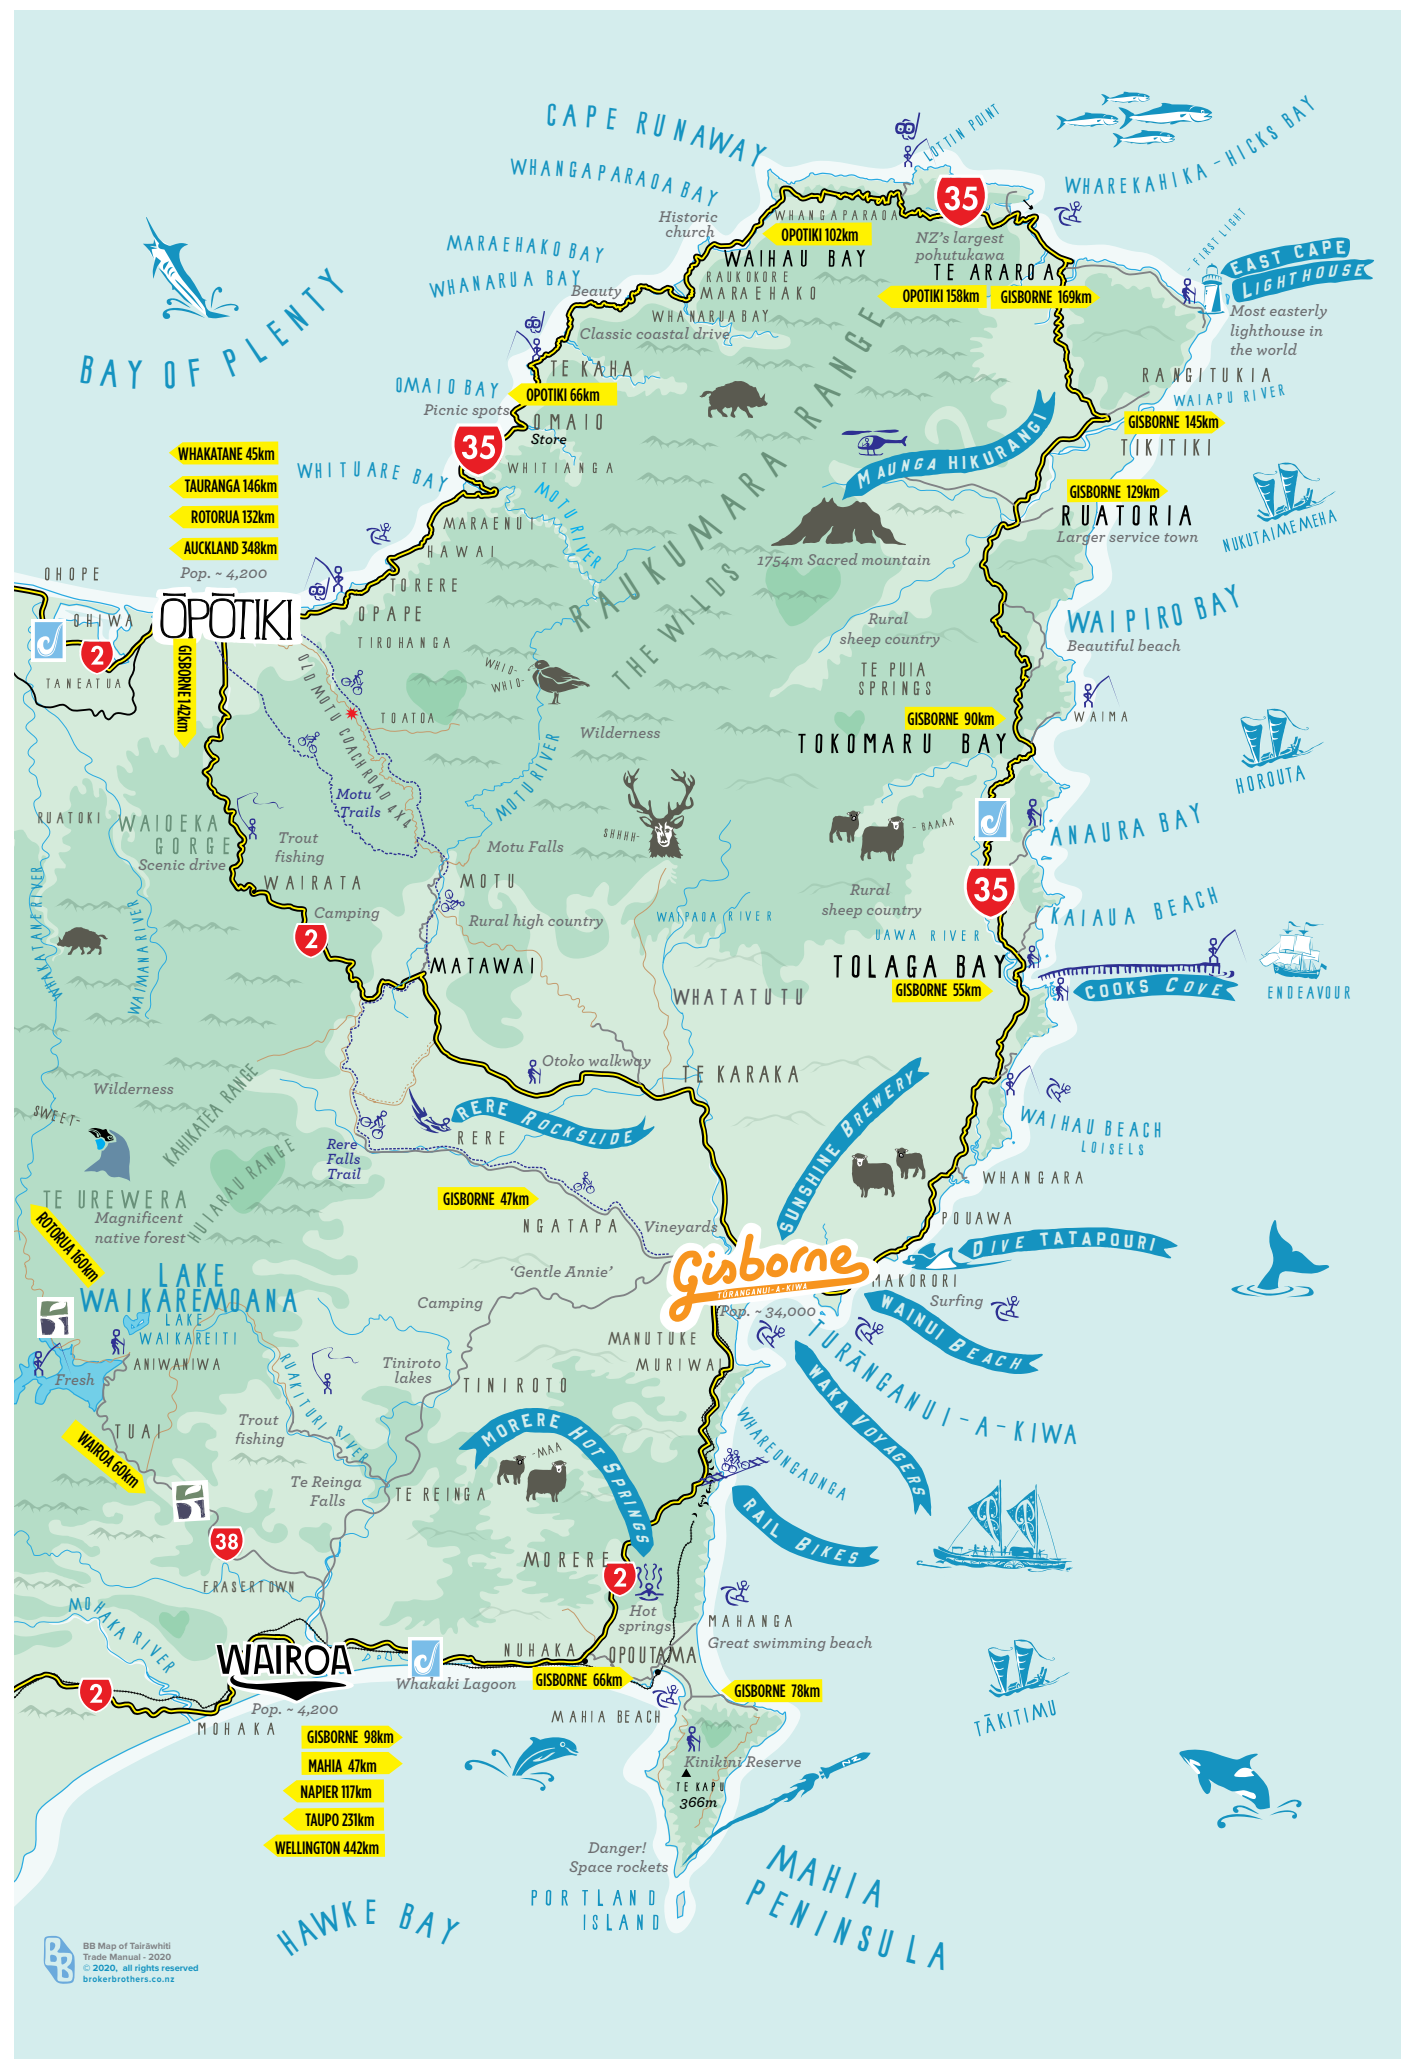 CAPE RUNAWAY
LOTTIN POINT
WHAREKAHIKA - HICKS BAY
WHANGAPARAOA BAY
35
WHANGAPARAOA
Historic
church
OPOTIKI 102km
NZ's largest
pohutukawa
- FIRST LIGHT
EAST CAPE
LIGHTHOUSE
Most easterly
lighthouse in
the world
MARAEHAKO BAY
WAIHAU BAY
TE ARAROA
WHANARUA BAY
RAUKOKORE
MARAEHAKO
OPOTIKI 158km
GISBORNE 169km
Beauty
WHANARUA BAY
Classic coastal drive
BAY OF PLENTY
TE KAHA
OMAIO BAY
OPOTIKI 66km
Picnic spots
OMAIO
Store
RANGITUKIA
WAIAPU RIVER
GISBORNE 145km
TIKITIKI
35
WHITIANGA
WHITUARE BAY
MOTU RIVER
MAUNGA HIKURANGI
1754m Sacred mountain
RAUKUMARA RANGE
THE WILDS
GISBORNE 129km
RUATORIA
Larger service town
NUKUTAIMEMEHA
WHAKATANE 45km
TAURANGA 146km
ROTORUA 132km
AUCKLAND 348km
Pop. ~ 4,200
MARAENUI
HAWAI
TORERE
OPAPE
TIROHANGA
OHOPE
OHIWA
ŌPŌTIKI
2
TANEATUA
GISBORNE 142km
OLD MOTU COACHROAD 4X4
TOATOA
WHIO-
WHIO-
Wilderness
MOTU RIVER
Motu
Trails
Rural
sheep country
TE PUIA
SPRINGS
WAIPIRO BAY
Beautiful beach
WAIMA
GISBORNE 90km
TOKOMARU BAY
HOROUTA
RUATOKI
WAIOEKA
GORGE
Scenic drive
Trout
fishing
WAIRATA
Camping
2
Motu Falls
MOTU
Rural high country
SHHHH-
- BAAAA
ANAURA BAY
35
Rural
sheep country
KAIAUA BEACH
WHAKATANE RIVER
WAIMANA RIVER
WAIPAOA RIVER
UAWA RIVER
MATAWAI
TOLAGA BAY
GISBORNE 55km
COOKS COVE
ENDEAVOUR
WHATATUTU
Otoko walkway
TE KARAKA
Wilderness
SWEET-
KAHIKATEA RANGE
HUIARAU RANGE
TE UREWERA
Magnificent
native forest
ROTORUA 160km
RERE ROCKSLIDE
RERE
Rere
Falls
Trail
GISBORNE 47km
NGATAPA
Vineyards
SUNSHINE BREWERY
WAIHAU BEACH
LOISELS
WHANGARA
POUAWA
DIVE TATAPOURI
Gisborne
TŪRANGANUI-A-KIWA
Pop. ~ 34,000
MAKORORI
Surfing
WAINUI BEACH
'Gentle Annie'
Camping
LAKE
WAIKAREMOANA
LAKE
WAIKAREITI
ANIWANIWA
Fresh
TUAI
WAIROA 60km
RUAKITURI RIVER
Tiniroto
lakes
TINIROTO
MANUTUKE
MURIWAI
TURĀNGANUI-A-KIWA
WAKA VOYAGERS
Trout
fishing
MORERE HOT SPRINGS
-MAA
WHAREONGAONGA
Te Reinga
Falls
TE REINGA
RAIL BIKES
38
FRASERTOWN
MORERE
2
Hot
springs
MAHANGA
Great swimming beach
MOHAKA RIVER
WAIROA
2
Pop. ~ 4,200
MOHAKA
Whakaki Lagoon
NUHAKA
OPOUTAMA
GISBORNE 66km
GISBORNE 78km
MAHIA BEACH
TĀKITIMU
GISBORNE 98km
MAHIA 47km
NAPIER 117km
TAUPO 231km
WELLINGTON 442km
Kinikini Reserve
TE KAPU
366m
NZ
Danger!
Space rockets
PORTLAND
ISLAND
MAHIA
PENINSULA
HAWKE BAY
BB
BB Map of Tairāwhiti
Trade Manual - 2020
© 2020, all rights reserved
brokerbrothers.co.nz